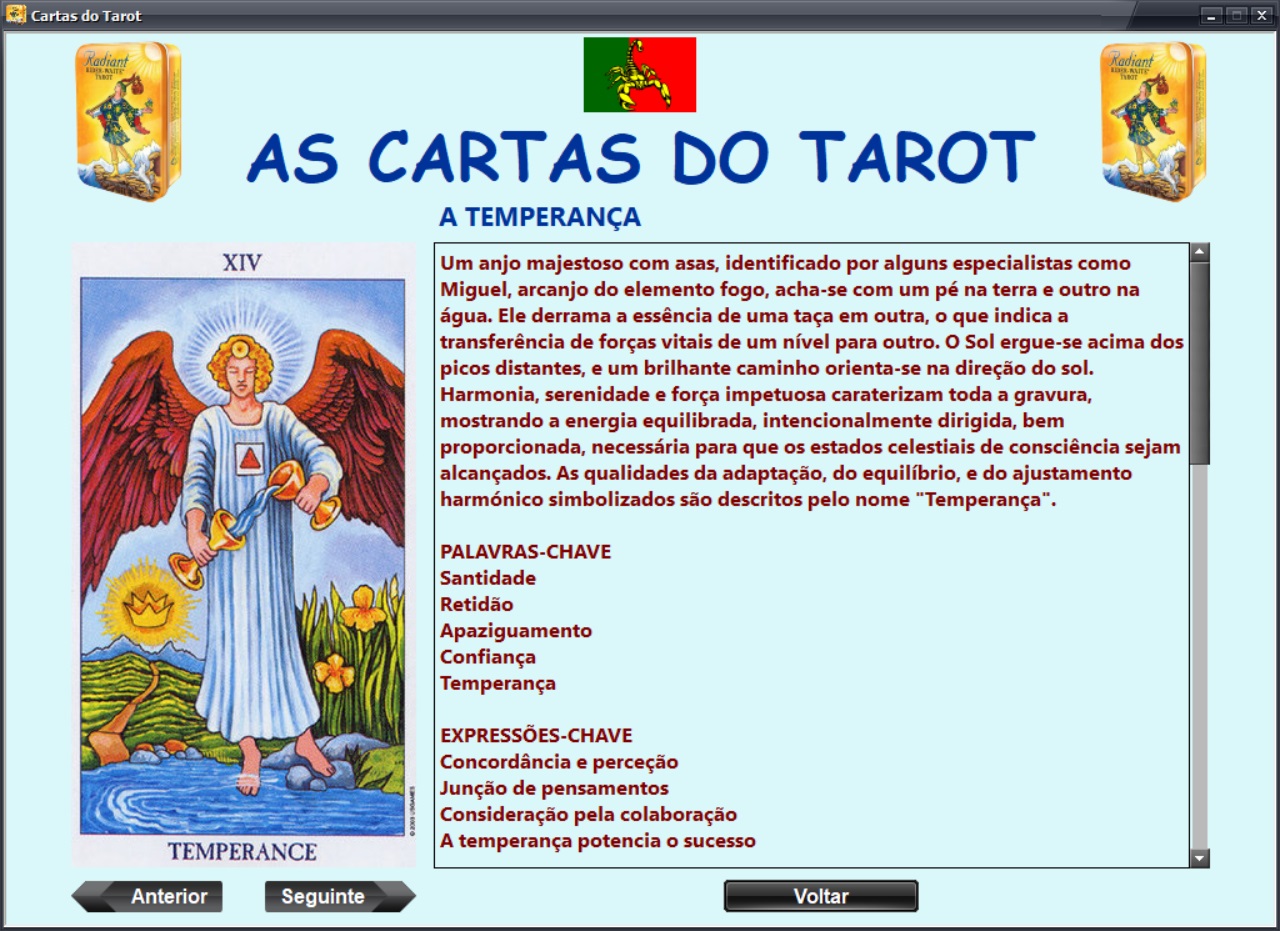 Cartas do Tarot
Radiant
RIDER-WAITE
TAROT
Radiant
RIDER-WAITE
TAROT
AS CARTAS DO TAROT
A TEMPERANÇA
XIV
TEMPERANCE
Um anjo majestoso com asas, identificado por alguns especialistas como
Miguel, arcanjo do elemento fogo, acha-se com um pé na terra e outro na
água. Ele derrama a essência de uma taça em outra, o que indica a
transferência de forças vitais de um nível para outro. O Sol ergue-se acima dos
picos distantes, e um brilhante caminho orienta-se na direção do sol.
Harmonia, serenidade e força impetuosa caraterizam toda a gravura,
mostrando a energia equilibrada, intencionalmente dirigida, bem
proporcionada, necessária para que os estados celestiais de consciência sejam
alcançados. As qualidades da adaptação, do equilíbrio, e do ajustamento
harmónico simbolizados são descritos pelo nome "Temperança".
PALAVRAS-CHAVE
Santidade
Retidão
Apaziguamento
Confiança
Temperança
EXPRESSÕES-CHAVE
Concordância e perceção
Junção de pensamentos
Consideração pela colaboração
A temperança potencia o sucesso
Anterior
Seguinte
Voltar